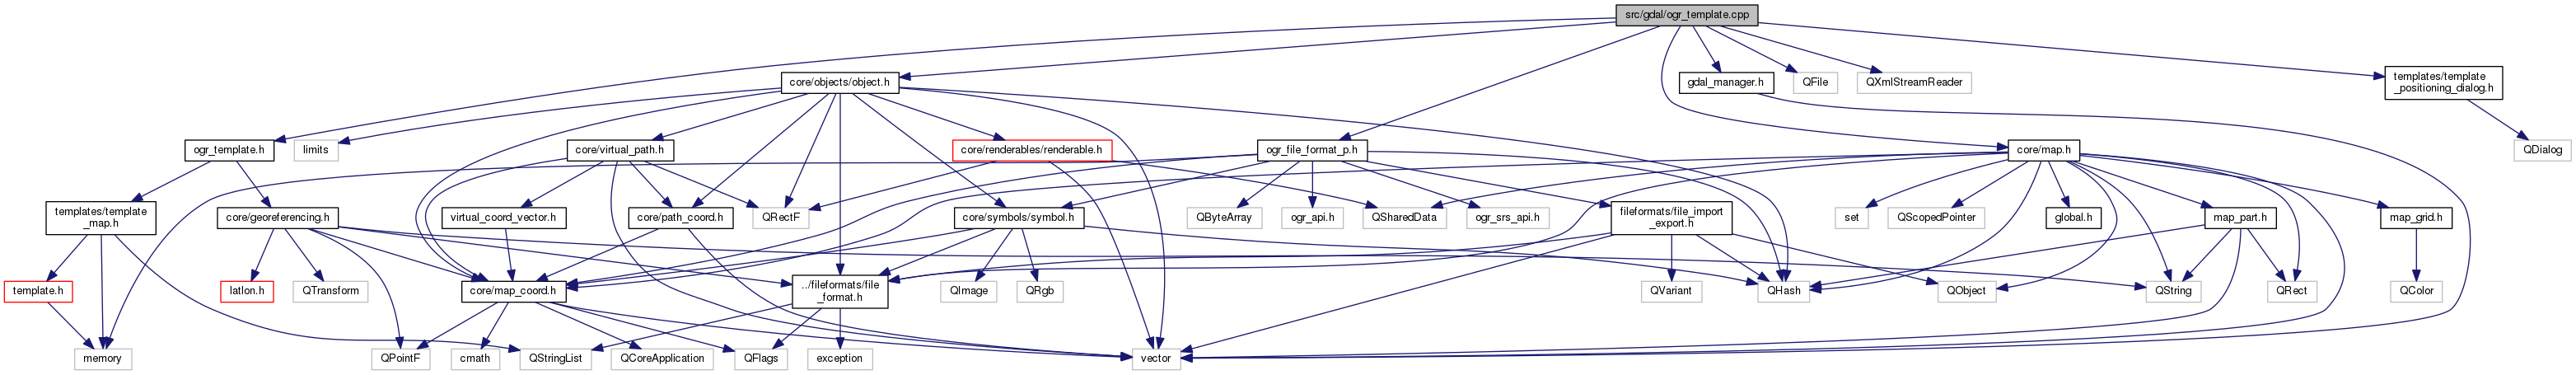 src/gdal/ogr_template.cpp
core/objects/object.h
gdal_manager.h
QFile
QXmlStreamReader
templates/template
_positioning_dialog.h
ogr_template.h
limits
core/virtual_path.h
core/renderables/renderable.h
ogr_file_format_p.h
core/map.h
QDialog
templates/template
_map.h
core/georeferencing.h
virtual_coord_vector.h
core/path_coord.h
QRectF
core/symbols/symbol.h
QByteArray
ogr_api.h
QSharedData
ogr_srs_api.h
fileformats/file_import
_export.h
set
QScopedPointer
global.h
map_part.h
map_grid.h
template.h
latlon.h
QTransform
core/map_coord.h
../fileformats/file
_format.h
QImage
QRgb
QVariant
QHash
QObject
QString
QRect
QColor
memory
QPointF
cmath
QStringList
QCoreApplication
QFlags
exception
vector